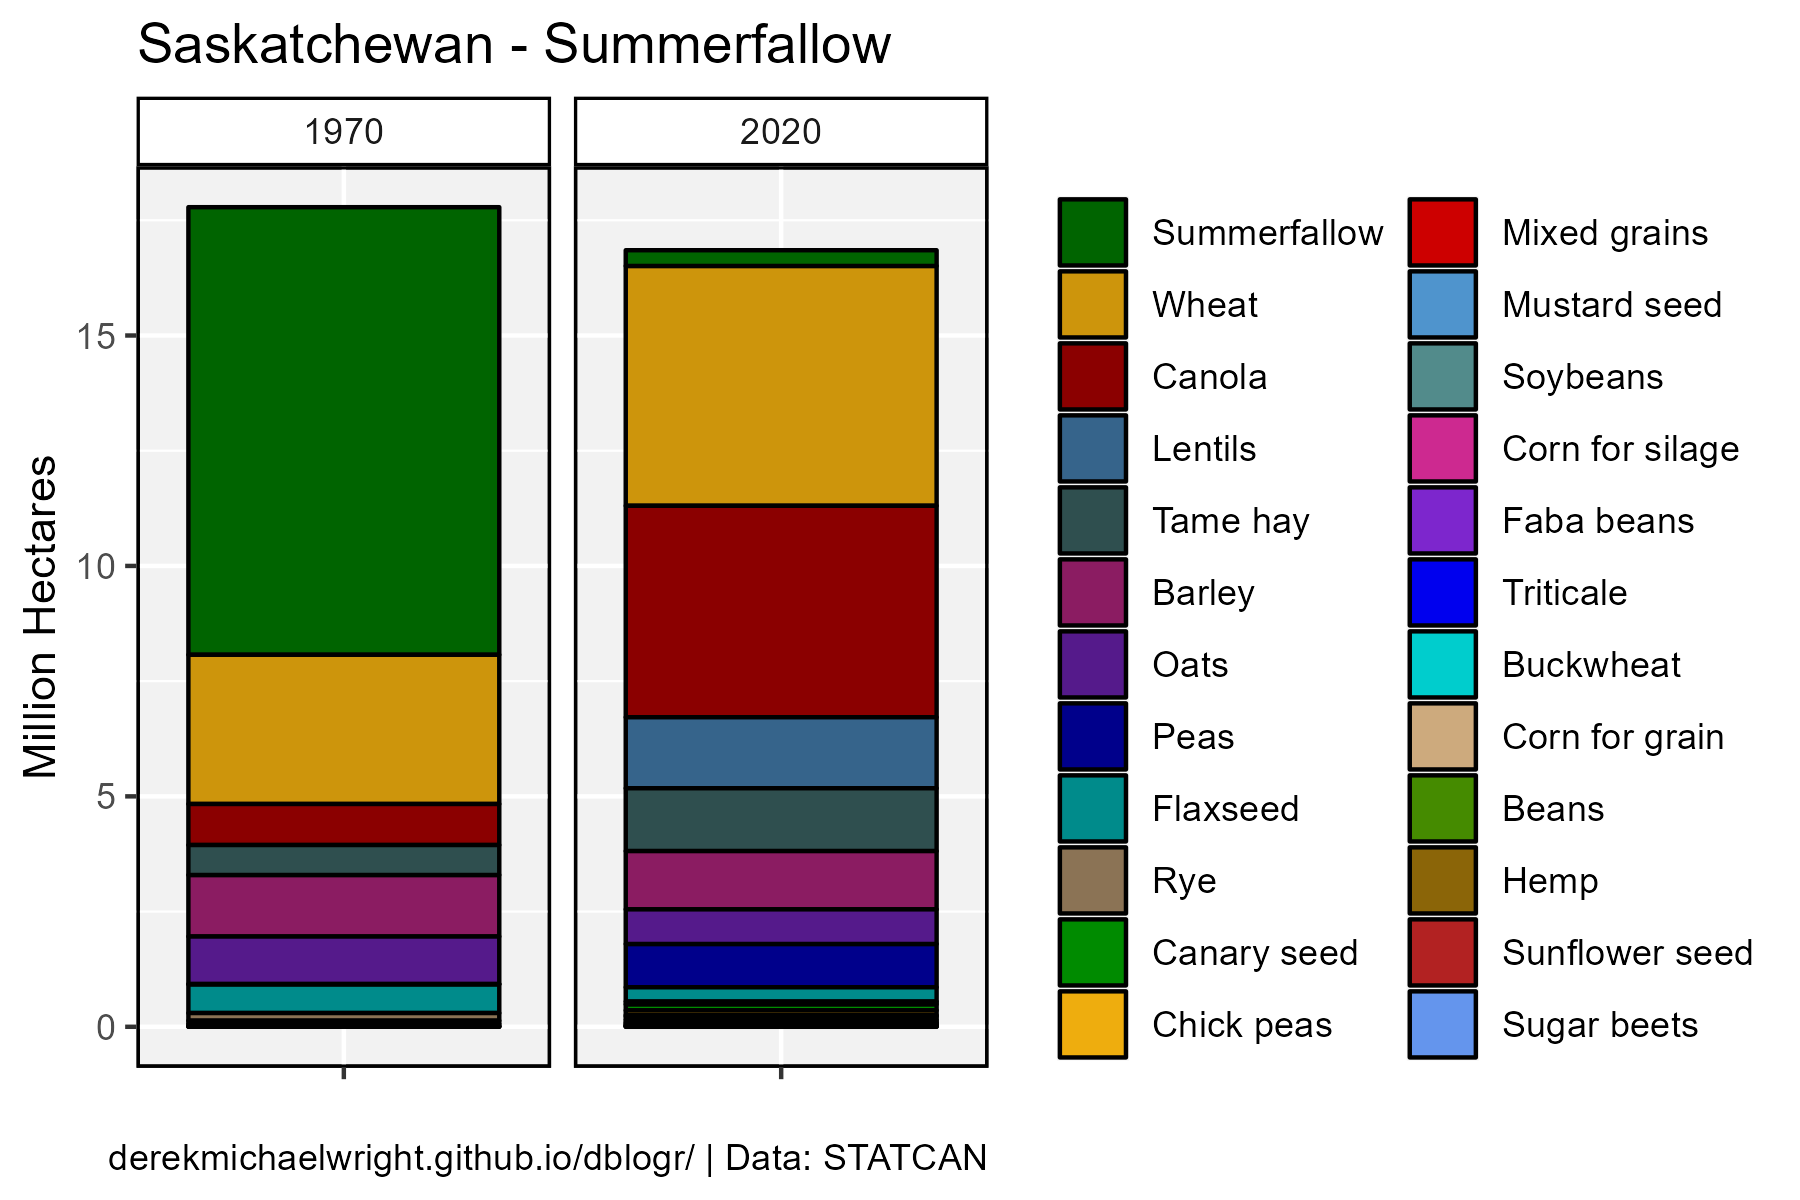 Saskatchewan - Summerfallow
1970
2020
Million Hectares
15
10
5
0
Summerfallow
Wheat
Canola
Lentils
Tame hay
Barley
Oats
Peas
Flaxseed
Rye
Canary seed
Chick peas
Mixed grains
Mustard seed
Soybeans
Corn for silage
Faba beans
Triticale
Buckwheat
Corn for grain
Beans
Hemp
Sunflower seed
Sugar beets
derekmichaelwright.github.io/dblogr/ | Data: STATCAN